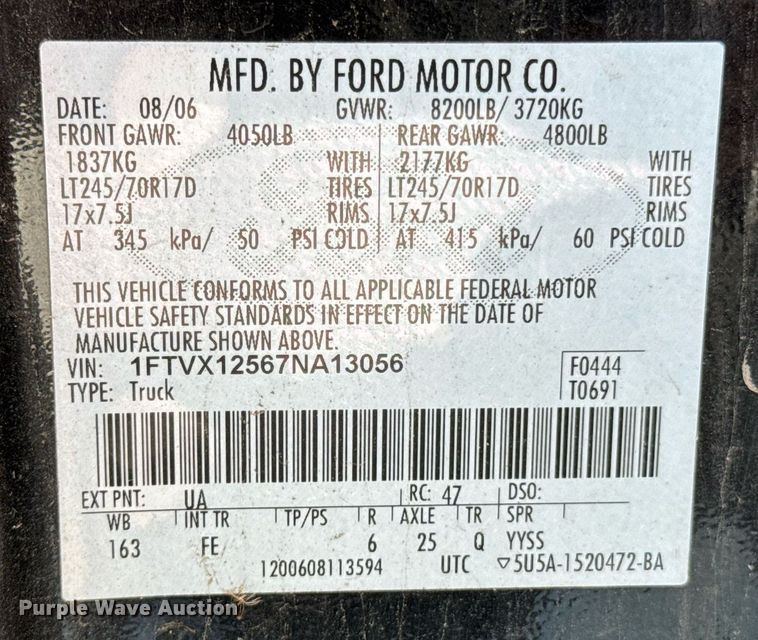 MFD. BY FORD MOTOR CO.
DATE: 08/06 GVWR: 8200LB/ 3720KG
FRONT GAWR: 4050LB REAR GAWR: 4800LB
1837KG WITH 2177KG WITH
LT245/70R17D TIRES LT245/70R17D TIRES
17x7.5J RIMS 17x7.5J RIMS
AT 345 kPa/ 50 PSI COLD AT 415 kPa/ 60 PSI COLD
THIS VEHICLE CONFORMS TO ALL APPLICABLE FEDERAL MOTOR
VEHICLE SAFETY STANDARDS IN EFFECT ON THE DATE OF
MANUFACTURE SHOWN ABOVE.
VIN: 1FTVX12567NA13056 F0444
TYPE: Truck T0691
EXT PNT: UA RC: 47 DSO:
WB INT TR TP/PS R AXLE TR SPR
163 FE 6 25 Q YYSS
1200608113594 UTC ▽5U5A-1520472-BA
Purple Wave Auction